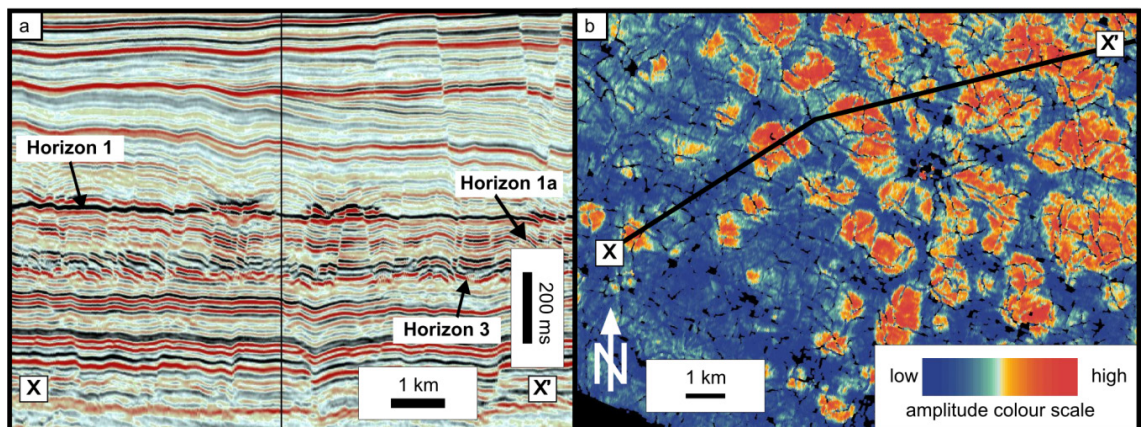 a
Horizon 1
Horizon 1a
200 ms
Horizon 3
1 km
X
X'
b
X'
X
N
1 km
low
high
amplitude colour scale